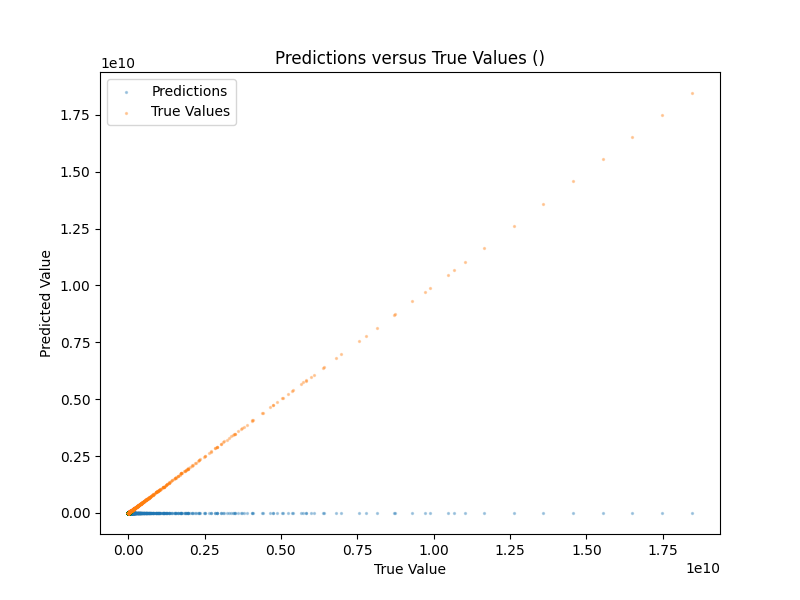 Predictions versus True Values ()
1e10
Predictions
True Values
1.75
1.50
1.25
1.00
0.75
0.50
0.25
0.00
Predicted Value
0.00 0.25 0.50 0.75 1.00 1.25 1.50 1.75
1e10
True Value